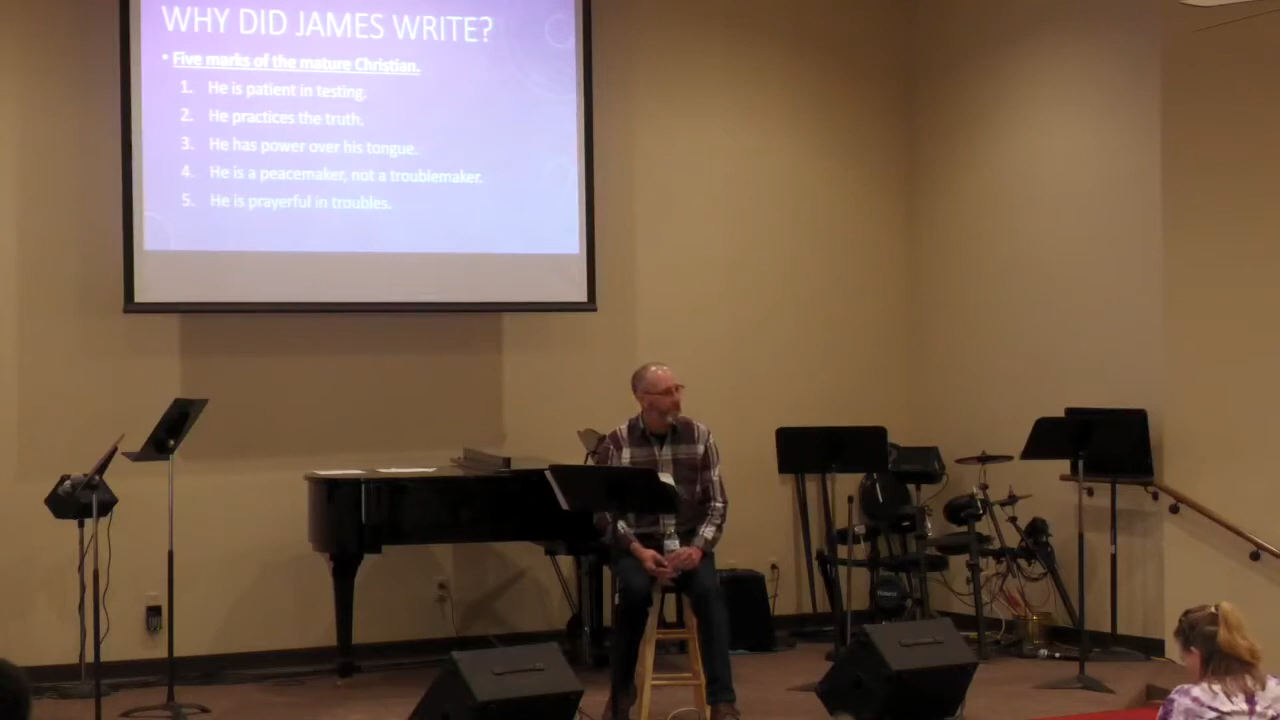 WHY DID JAMES WRITE?
• Five marks of the mature Christian.
1. He is patient in testing.
2. He practices the truth.
3. He has power over his tongue.
4. He is a peacemaker, not a troublemaker.
5. He is prayerful in troubles.